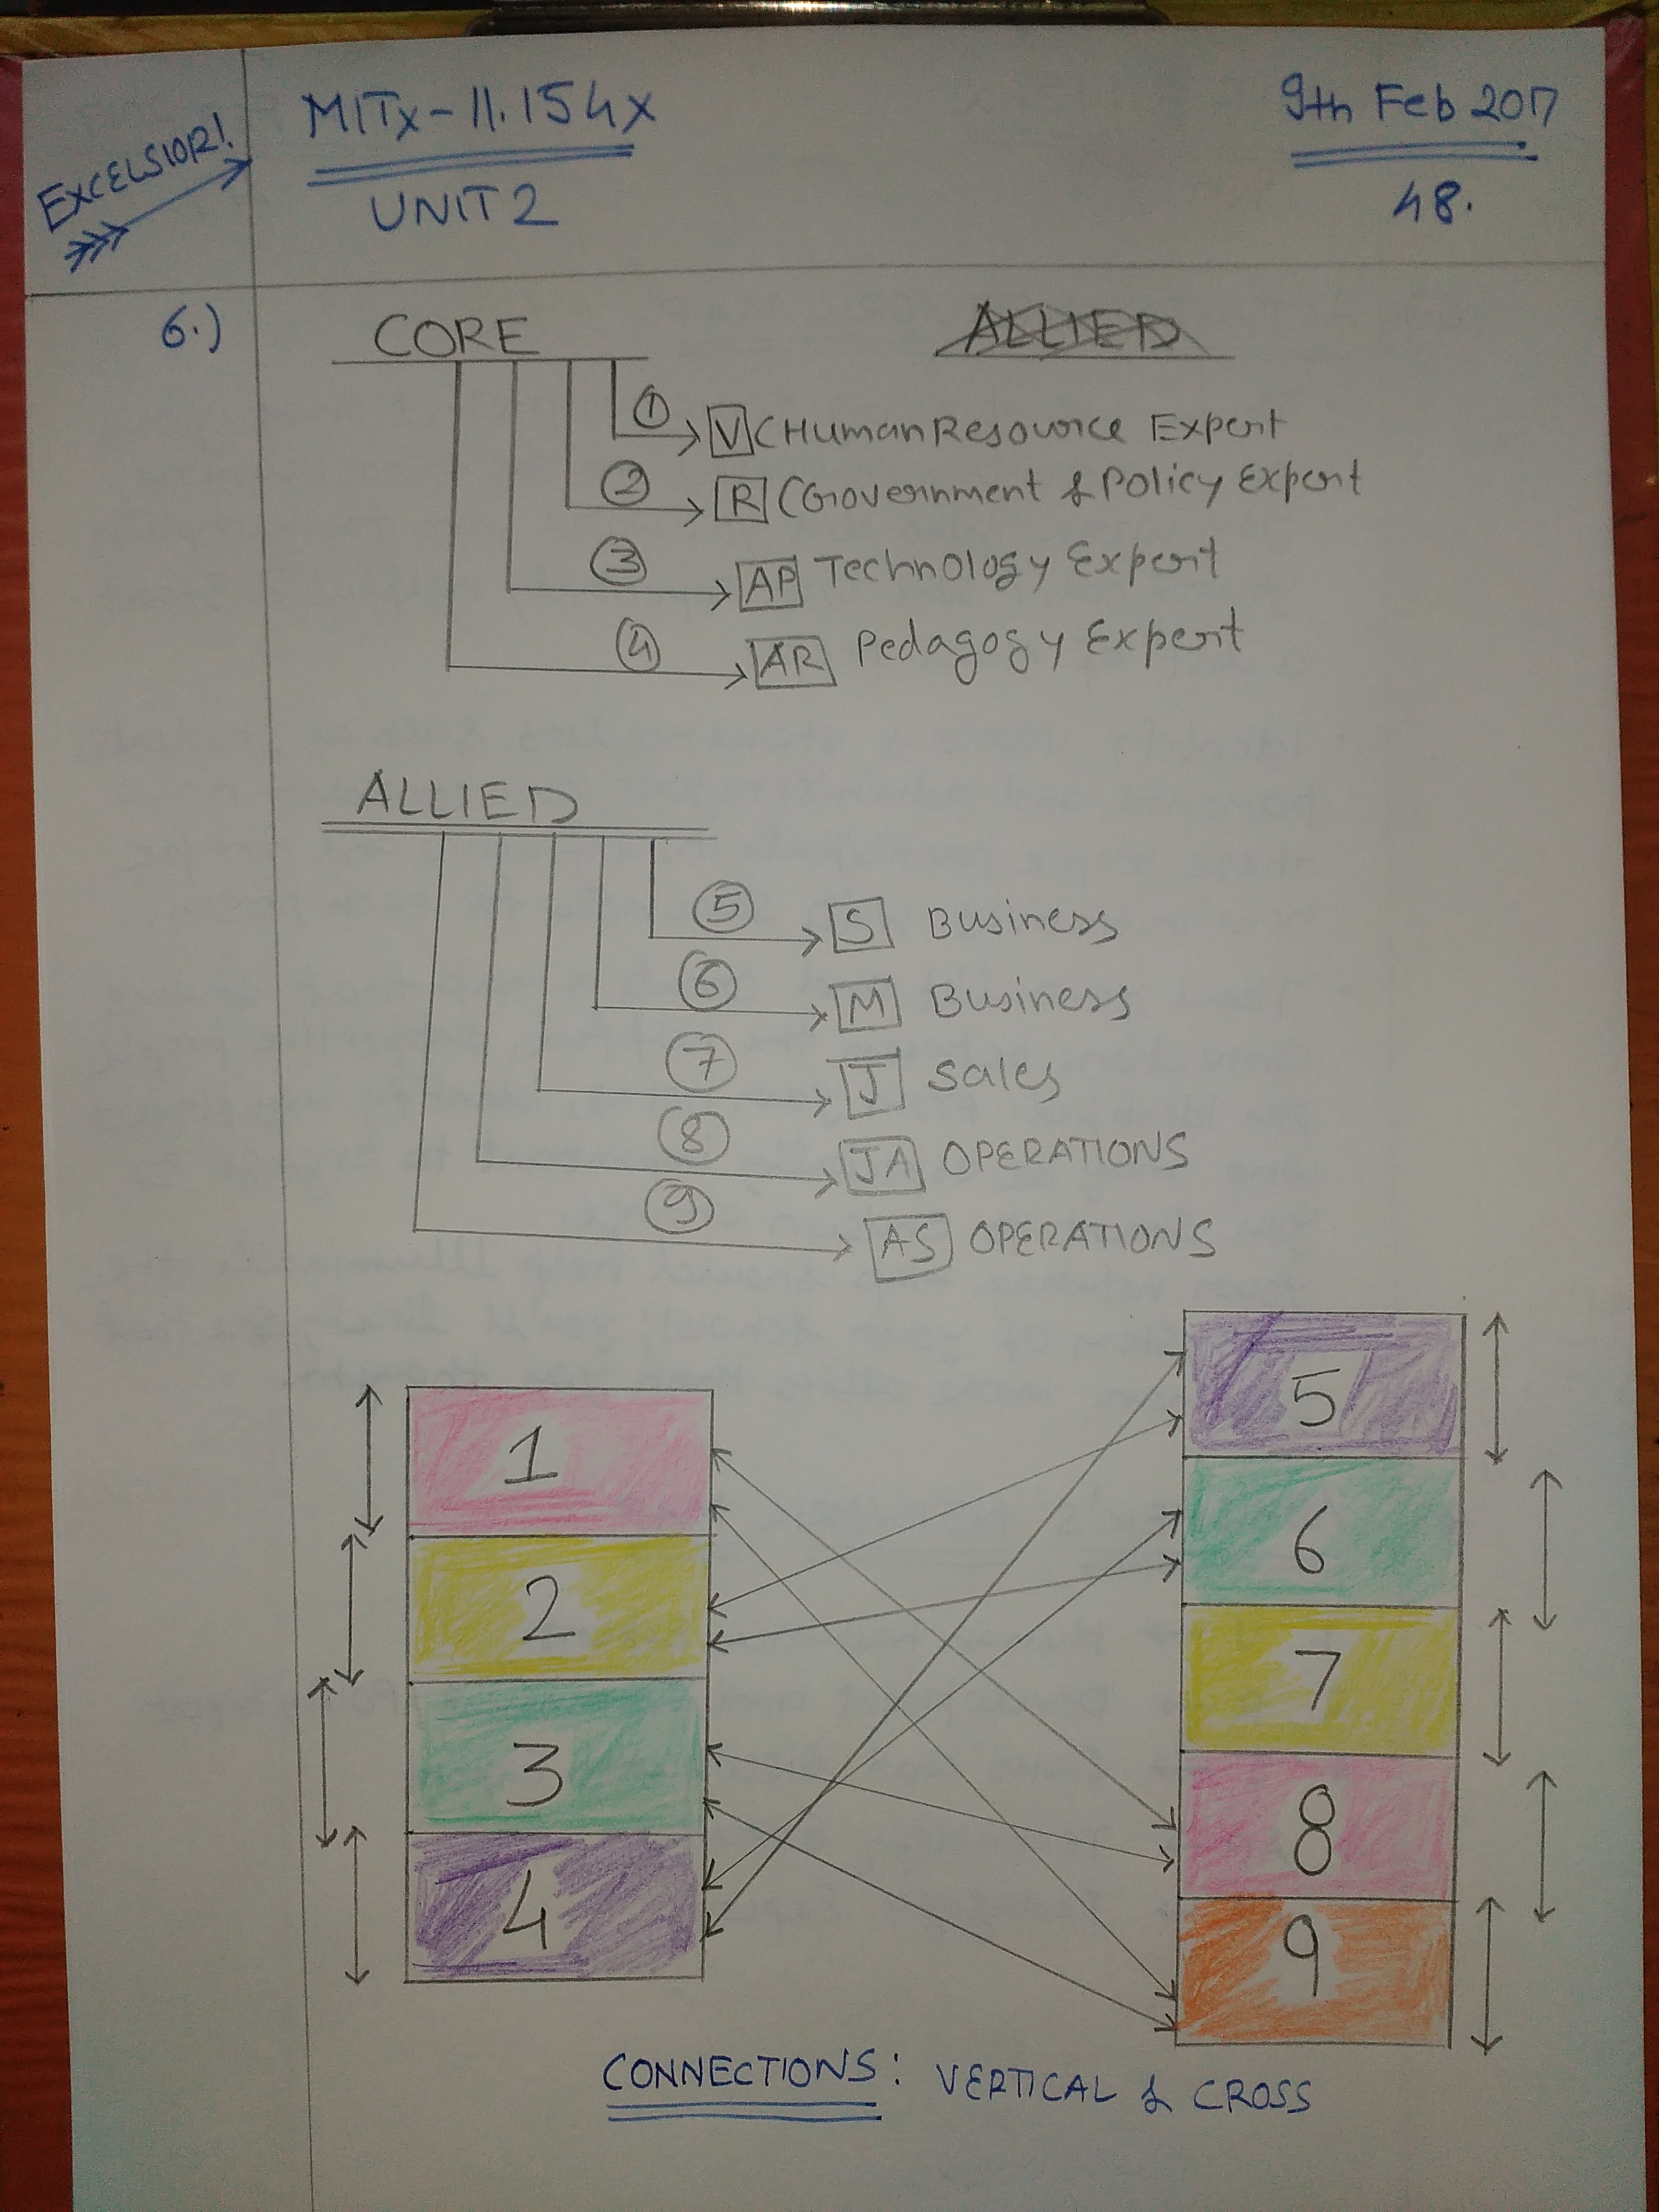 EXCELSIOR!
MITx-11.154x
9th Feb 2017
UNIT 2
48.
6.)
CORE
ALLIED
1 V (Human Resource Expert
2 R (Government & Policy Expert
3 AP Technology Expert
4 AR Pedagogy Expert
ALLIED
5 S Business
6 M Business
7 J Sales
8 JA OPERATIONS
9 AS OPERATIONS
1
2
3
4
5
6
7
8
9
CONNECTIONS: VERTICAL & CROSS